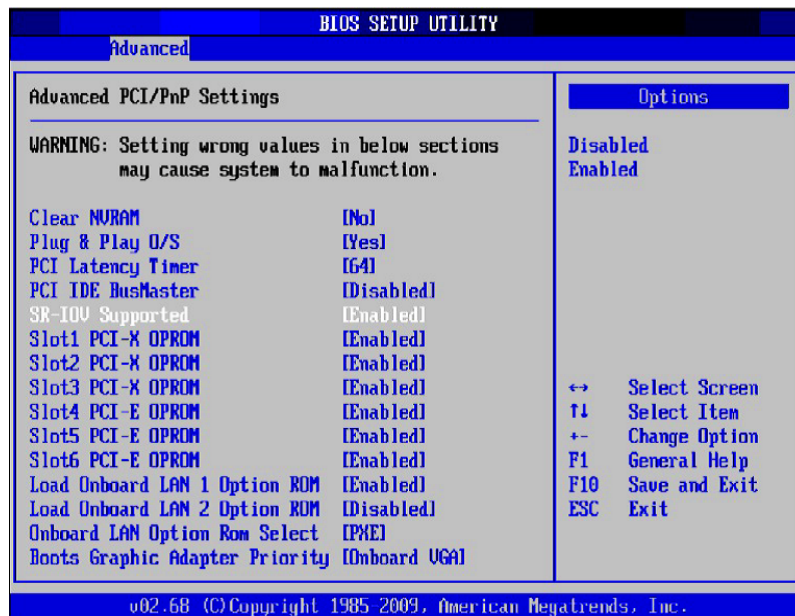 BIOS SETUP UTILITY
Advanced
Advanced PCI/PnP Settings
WARNING: Setting wrong values in below sections
may cause system to malfunction.
Clear NVRAM [No]
Plug & Play O/S [Yes]
PCI Latency Timer [64]
PCI IDE BusMaster [Disabled]
SR-IOV Supported [Enabled]
Slot1 PCI-X OPROM [Enabled]
Slot2 PCI-X OPROM [Enabled]
Slot3 PCI-X OPROM [Enabled]
Slot4 PCI-E OPROM [Enabled]
Slot5 PCI-E OPROM [Enabled]
Slot6 PCI-E OPROM [Enabled]
Load Onboard LAN 1 Option ROM [Enabled]
Load Onboard LAN 2 Option ROM [Disabled]
Onboard LAN Option Rom Select [PXE]
Boots Graphic Adapter Priority [Onboard VGA]
Options
Disabled
Enabled
↔ Select Screen
↑↓ Select Item
+- Change Option
F1 General Help
F10 Save and Exit
ESC Exit
v02.68 (C)Copyright 1985-2009, American Megatrends, Inc.